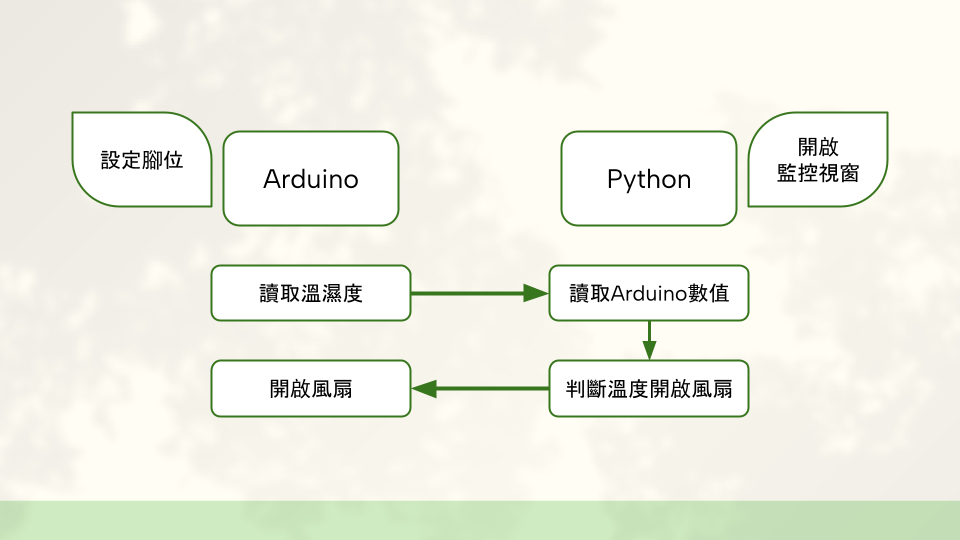 設定腳位
Arduino
Python
開啟
監控視窗
讀取溫濕度
讀取Arduino數值
開啟風扇
判斷溫度開啟風扇